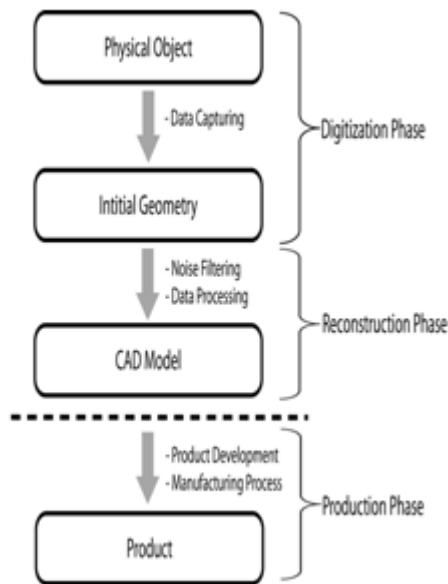 Physical Object
- Data Capturing
Digitization Phase
Intitial Geometry
- Noise Filtering
- Data Processing
Reconstruction Phase
CAD Model
- Product Development
- Manufacturing Process
Production Phase
Product